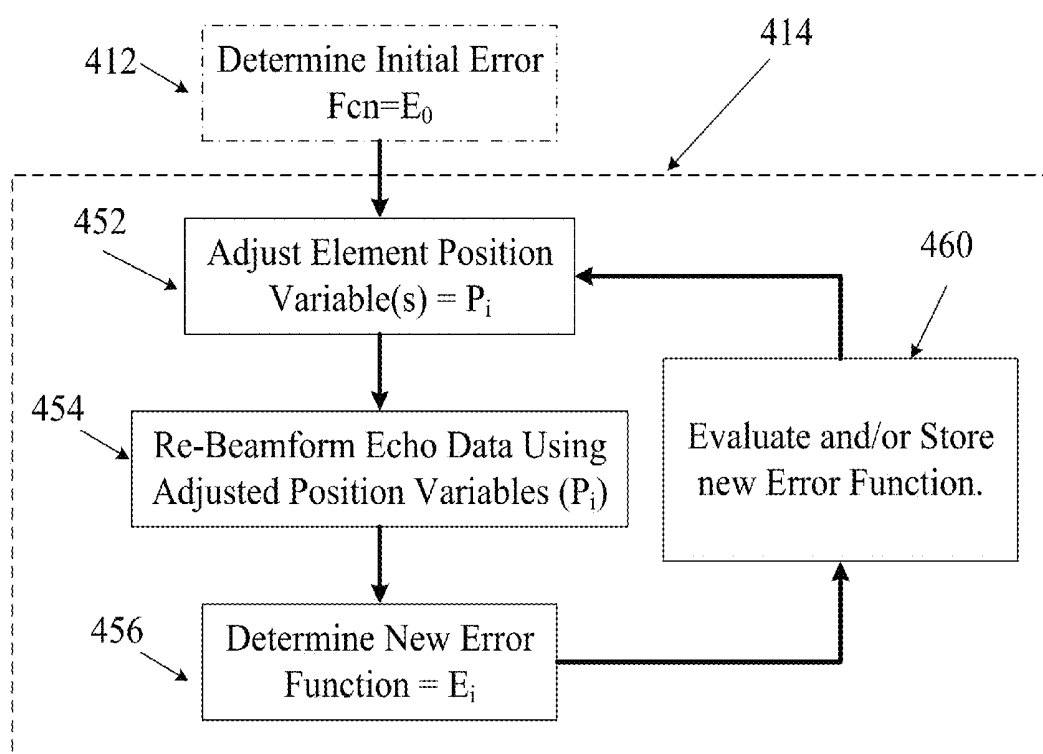 412
Determine Initial Error
Fcn=E₀
414
452
Adjust Element Position
Variable(s) = Pᵢ
460
454
Re-Beamform Echo Data Using
Adjusted Position Variables (Pᵢ)
Evaluate and/or Store
new Error Function.
456
Determine New Error
Function = Eᵢ